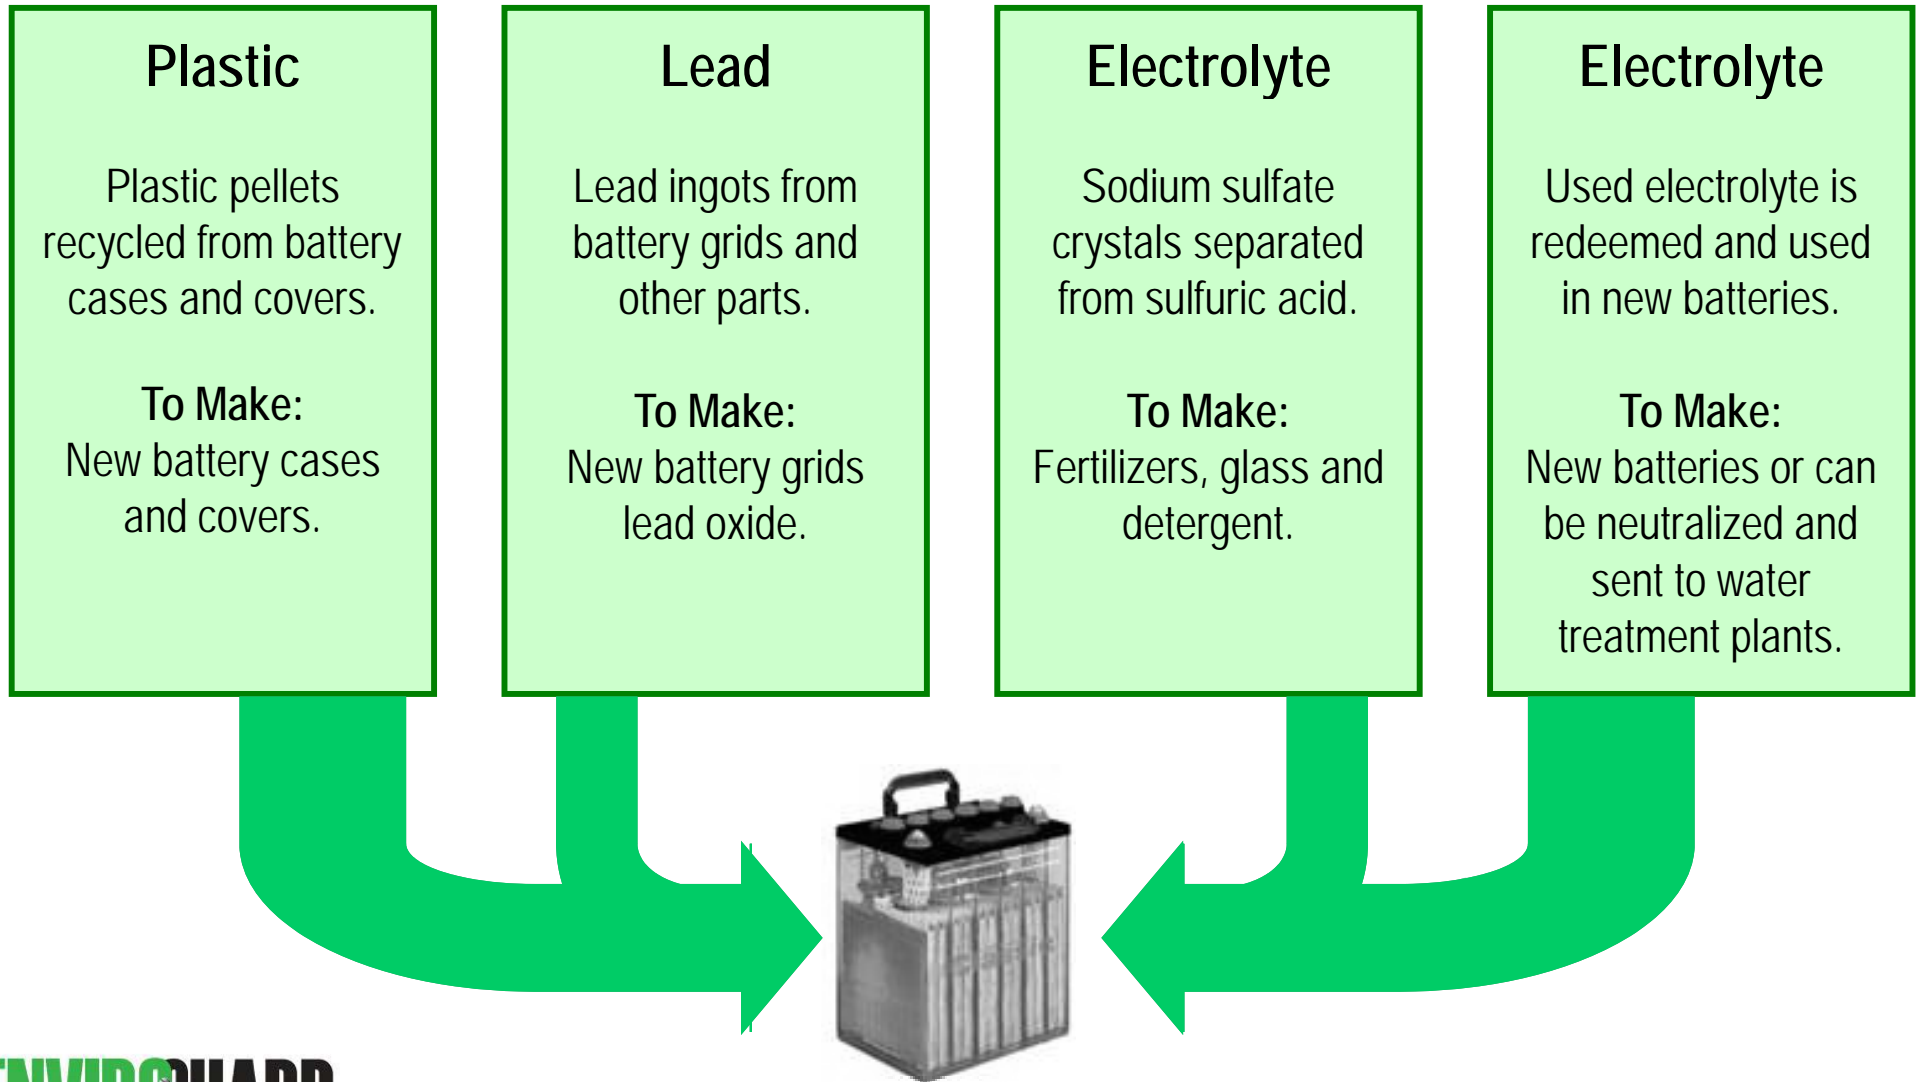 Plastic
Plastic pellets
recycled from battery
cases and covers.
To Make:
New battery cases
and covers.
Lead
Lead ingots from
battery grids and
other parts.
To Make:
New battery grids
lead oxide.
Electrolyte
Sodium sulfate
crystals separated
from sulfuric acid.
To Make:
Fertilizers, glass and
detergent.
Electrolyte
Used electrolyte is
redeemed and used
in new batteries.
To Make:
New batteries or can
be neutralized and
sent to water
treatment plants.
ENVIROGUARD